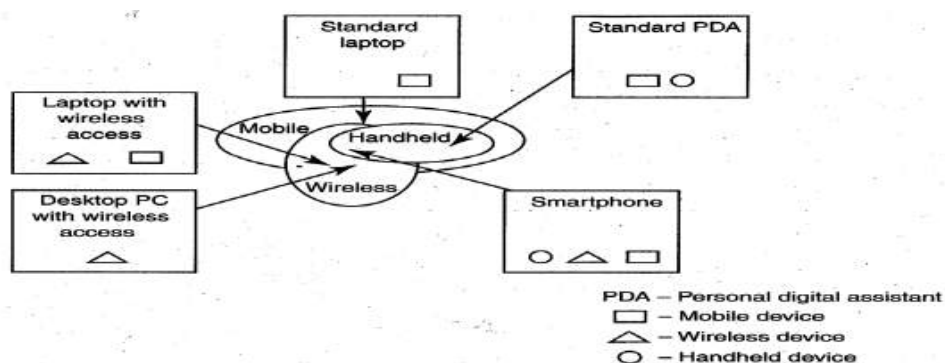 Standard
laptop
Standard PDA
Laptop with
wireless
access
Mobile
Handheld
Wireless
Desktop PC
with wireless
access
Smartphone
PDA – Personal digital assistant
– Mobile device
– Wireless device
– Handheld device